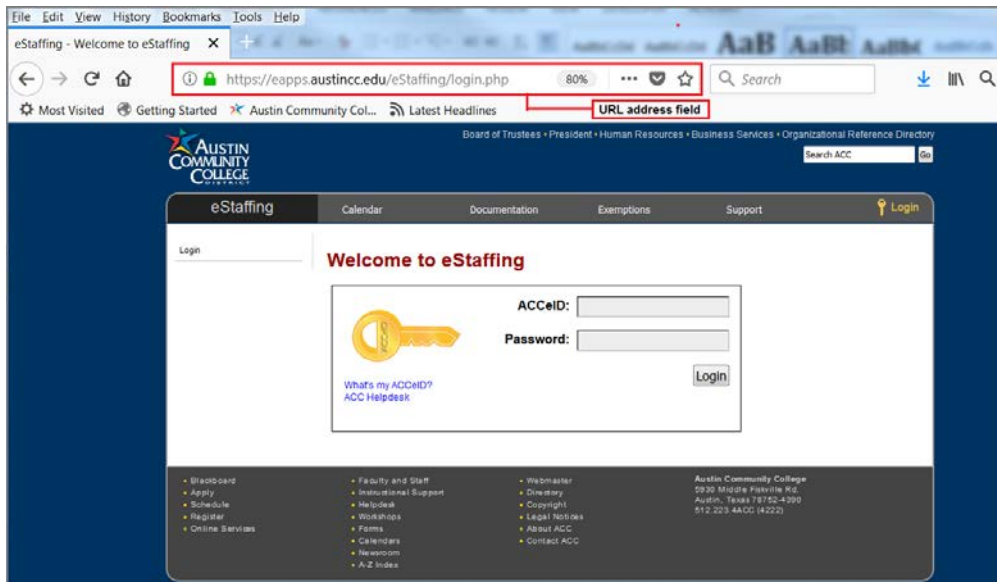 File Edit View History Bookmarks Tools Help
eStaffing - Welcome to eStaffing
AaB AaBb AaBbC
https://eapps.austincc.edu/eStaffing/login.php 80% Search
Most Visited Getting Started Austin Community Col... Latest Headlines
URL address field
Board of Trustees • President • Human Resources • Business Services • Organizational Reference Directory
AUSTIN
COMMUNITY
COLLEGE
DISTRICT
Search ACC Go
eStaffing Calendar Documentation Exemptions Support Login
Login
Welcome to eStaffing
ACCeID:
Password:
Login
What's my ACCeID?
ACC Helpdesk
• Blackboard
• Apply
• Schedule
• Register
• Online Services
• Faculty and Staff
• Instructional Support
• Helpdesk
• Workshops
• Forms
• Calendars
• Newsroom
• A-Z Index
• Webmaster
• Directory
• Copyright
• Legal Notices
• About ACC
• Contact ACC
Austin Community College
5930 Middle Fiskville Rd.
Austin, Texas 78752-4390
512.223.4ACC (4222)